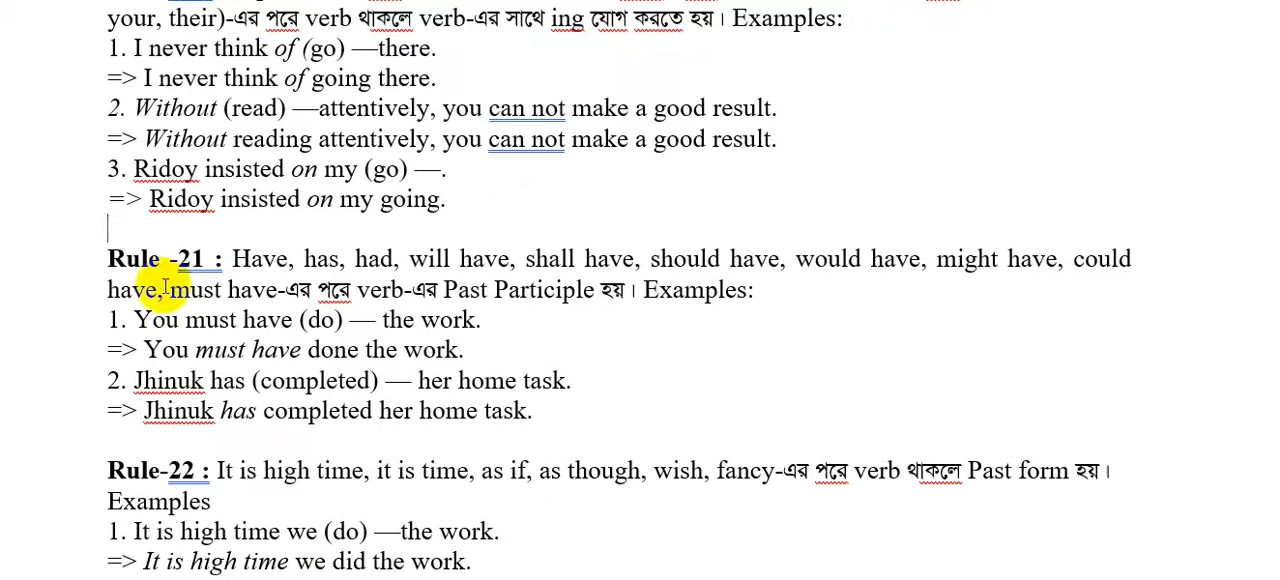 your, their)-এর পরে verb থাকলে verb-এর সাথে ing যোগ করতে হয়। Examples:
1. I never think of (go) —there.
=> I never think of going there.
2. Without (read) —attentively, you can not make a good result.
=> Without reading attentively, you can not make a good result.
3. Ridoy insisted on my (go) —.
=> Ridoy insisted on my going.
Rule -21 : Have, has, had, will have, shall have, should have, would have, might have, could
have, must have-এর পরে verb-এর Past Participle হয়। Examples:
1. You must have (do) — the work.
=> You must have done the work.
2. Jhinuk has (completed) — her home task.
=> Jhinuk has completed her home task.
Rule-22 : It is high time, it is time, as if, as though, wish, fancy-এর পরে verb থাকলে Past form হয়।
Examples
1. It is high time we (do) —the work.
=> It is high time we did the work.